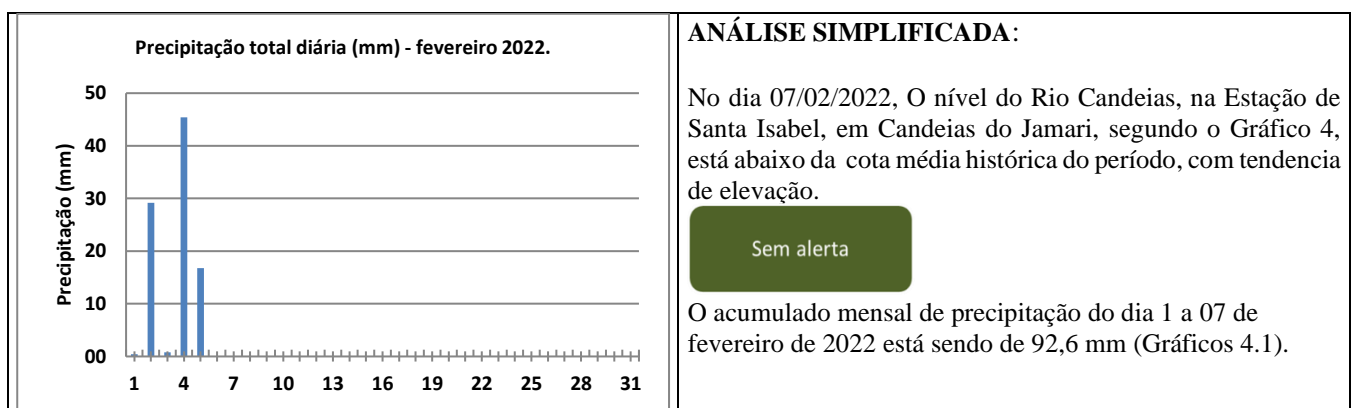 Precipitação total diária (mm) - fevereiro 2022.
Precipitação (mm)
50
40
30
20
10
00
1 4 7 10 13 16 19 22 25 28 31
ANÁLISE SIMPLIFICADA:
No dia 07/02/2022, O nível do Rio Candeias, na Estação de
Santa Isabel, em Candeias do Jamari, segundo o Gráfico 4,
está abaixo da cota média histórica do período, com tendencia
de elevação.
Sem alerta
O acumulado mensal de precipitação do dia 1 a 07 de
fevereiro de 2022 está sendo de 92,6 mm (Gráficos 4.1).